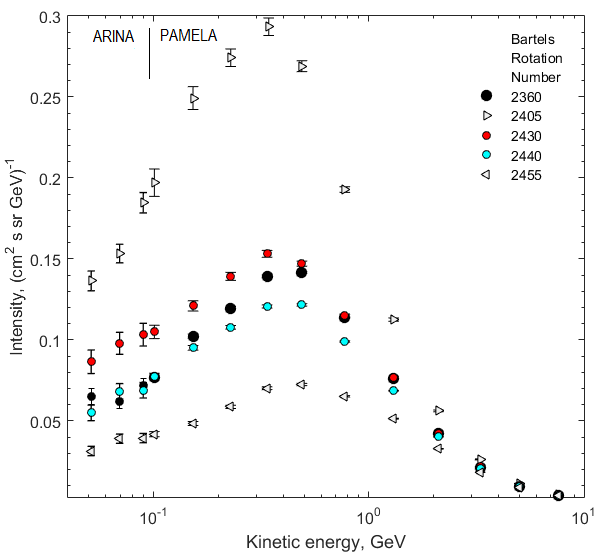 ARINA PAMELA
Bartels
Rotation
Number
2360
2405
2430
2440
2455
0.3
0.25
0.2
0.15
0.1
0.05
Intensity, (cm² s sr GeV)⁻¹
10⁻¹ 10⁰ 10¹
Kinetic energy, GeV